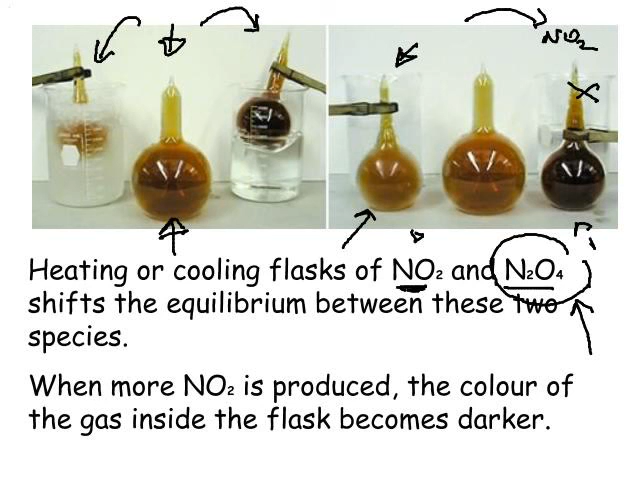 NO₂
Heating or cooling flasks of NO₂ and N₂O₄
shifts the equilibrium between these two
species.
When more NO₂ is produced, the colour of
the gas inside the flask becomes darker.